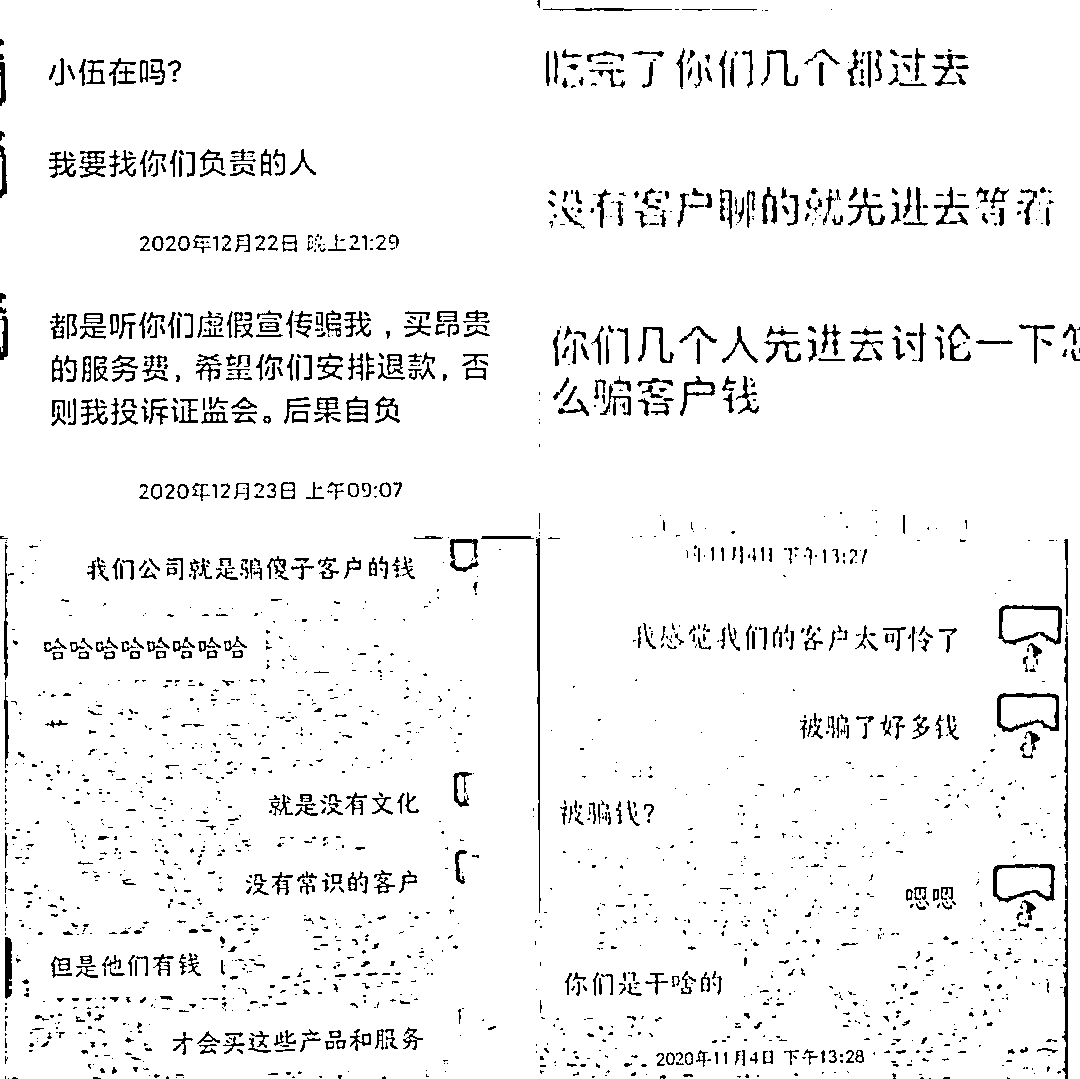 小伍在吗?
我要找你们负责的人
2020年12月22日 晚上21:29
都是听你们虚假宣传骗我，买昂贵
的服务费, 希望你们安排退款, 否
则我投诉证监会。后果自负
2020年12月23日 上午09:07
吃完了你们几个都过去
没有客户聊的就先进去等着
你们几个人先进去讨论一下怎
么骗客户钱
我们公司就是骗傻子客户的钱
哈哈哈哈哈哈哈哈
就是没有文化
没有常识的客户
但是他们有钱
才会买这些产品和服务
年11月4日 下午13:27
我感觉我们的客户太可怜了
被骗了好多钱
被骗钱?
嗯嗯
你们是干啥的
2020年11月4日 下午13:28